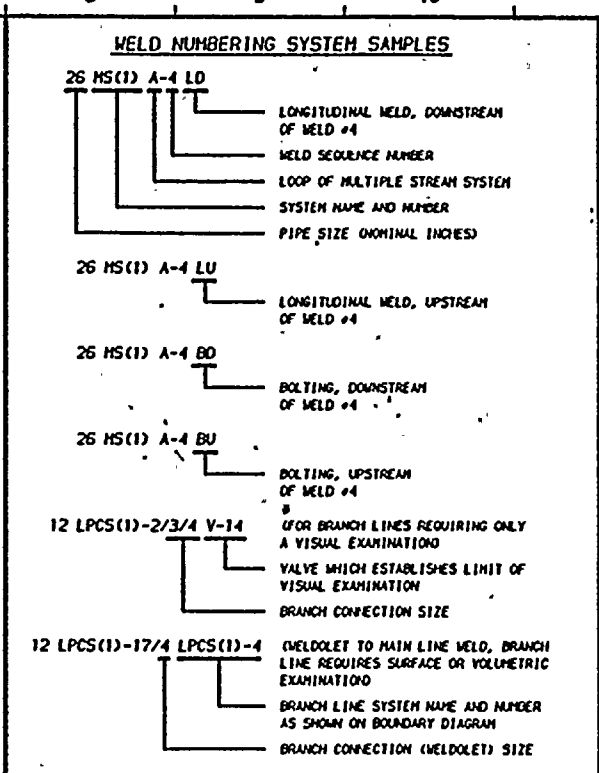 WELD NUMBERING SYSTEM SAMPLES
26 MS(1) A-4 LD
LONGITUDINAL WELD, DOWNSTREAM
OF WELD #4
WELD SEQUENCE NUMBER
LOOP OF MULTIPLE STREAM SYSTEM
SYSTEM NAME AND NUMBER
PIPE SIZE (NOMINAL INCHES)
26 MS(1) A-4 LU
LONGITUDINAL WELD, UPSTREAM
OF WELD #4
26 MS(1) A-4 BD
BOLTING, DOWNSTREAM
OF WELD #4
26 MS(1) A-4 BU
BOLTING, UPSTREAM
OF WELD #4
12 LPCS(1)-2/3/4 V-14 (FOR BRANCH LINES REQUIRING ONLY
A VISUAL EXAMINATION)
VALVE WHICH ESTABLISHES LIMIT OF
VISUAL EXAMINATION
BRANCH CONNECTION SIZE
12 LPCS(1)-17/4 LPCS(1)-4 (WELDOLET TO MAIN LINE WELD, BRANCH
LINE REQUIRES SURFACE OR VOLUMETRIC
EXAMINATION)
BRANCH LINE SYSTEM NAME AND NUMBER
AS SHOWN ON BOUNDARY DIAGRAM
BRANCH CONNECTION (WELDOLET) SIZE